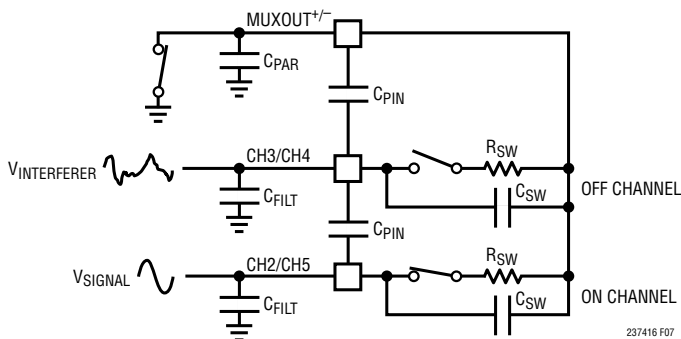 MUXOUT+/–
CPAR
CPIN
VINTERFERER
CH3/CH4
RSW
CSW
OFF CHANNEL
CFILT
CPIN
VSIGNAL
CH2/CH5
RSW
CSW
ON CHANNEL
CFILT
237416 F07